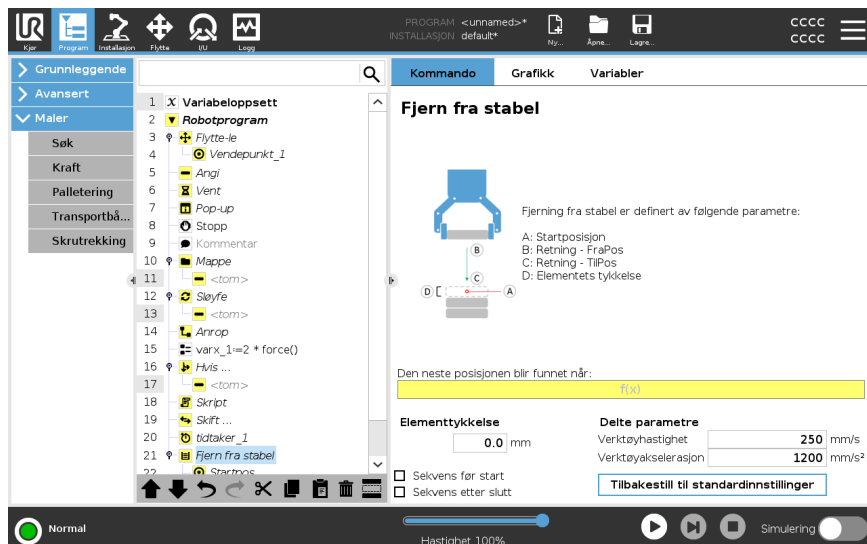 UR
Kjør
Program
Installasjon
Flytte
I/U
Logg
PROGRAM <unnamed>*
INSTALLASJON default*
Ny...
Åpne...
Lagre...
CCCC
CCCC
Grunnleggende
Avansert
Maler
Søk
Kraft
Palletering
Transportbå...
Skrutrekking
1 X Variabeloppsett
2 Robotprogram
3 Flytte-le
4 Vendepunkt_1
5 Angi
6 Vent
7 Pop-up
8 Stopp
9 Kommentar
10 Mappe
11 <tom>
12 Sløyfe
13 <tom>
14 Anrop
15 varx_1:=2 * force()
16 Hvis ...
17 <tom>
18 Skript
19 Skift ...
20 tidtaker_1
21 Fjern fra stabel
22 Startpos
Kommando
Grafikk
Variabler
Fjern fra stabel
B
C
D
A
Fjerning fra stabel er definert av følgende parametre:
A: Startposisjon
B: Retning - FraPos
C: Retning - TilPos
D: Elementets tykkelse
Den neste posisjonen blir funnet når:
f(x)
Elementtykkelse
0.0 mm
Sekvens før start
Sekvens etter slutt
Delte parametre
Verktøyhastighet 250 mm/s
Verktøyakselerasjon 1200 mm/s²
Tilbakestill til standardinnstillinger
Normal
Hastighet 100%
Simulering